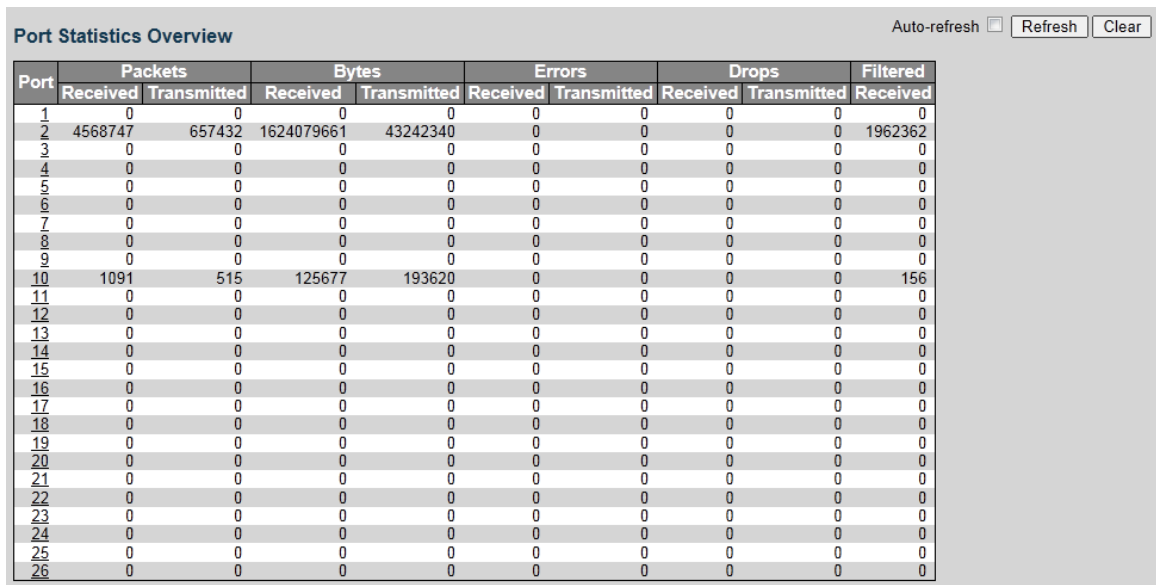 Port Statistics Overview
Auto-refresh Refresh Clear
Port Packets Bytes Errors Drops Filtered
Received Transmitted Received Transmitted Received Transmitted Received Transmitted Received
1 0 0 0 0 0 0 0 0 0
2 4568747 657432 1624079661 43242340 0 0 0 0 1962362
3 0 0 0 0 0 0 0 0 0
4 0 0 0 0 0 0 0 0 0
5 0 0 0 0 0 0 0 0 0
6 0 0 0 0 0 0 0 0 0
7 0 0 0 0 0 0 0 0 0
8 0 0 0 0 0 0 0 0 0
9 0 0 0 0 0 0 0 0 0
10 1091 515 125677 193620 0 0 0 0 156
11 0 0 0 0 0 0 0 0 0
12 0 0 0 0 0 0 0 0 0
13 0 0 0 0 0 0 0 0 0
14 0 0 0 0 0 0 0 0 0
15 0 0 0 0 0 0 0 0 0
16 0 0 0 0 0 0 0 0 0
17 0 0 0 0 0 0 0 0 0
18 0 0 0 0 0 0 0 0 0
19 0 0 0 0 0 0 0 0 0
20 0 0 0 0 0 0 0 0 0
21 0 0 0 0 0 0 0 0 0
22 0 0 0 0 0 0 0 0 0
23 0 0 0 0 0 0 0 0 0
24 0 0 0 0 0 0 0 0 0
25 0 0 0 0 0 0 0 0 0
26 0 0 0 0 0 0 0 0 0